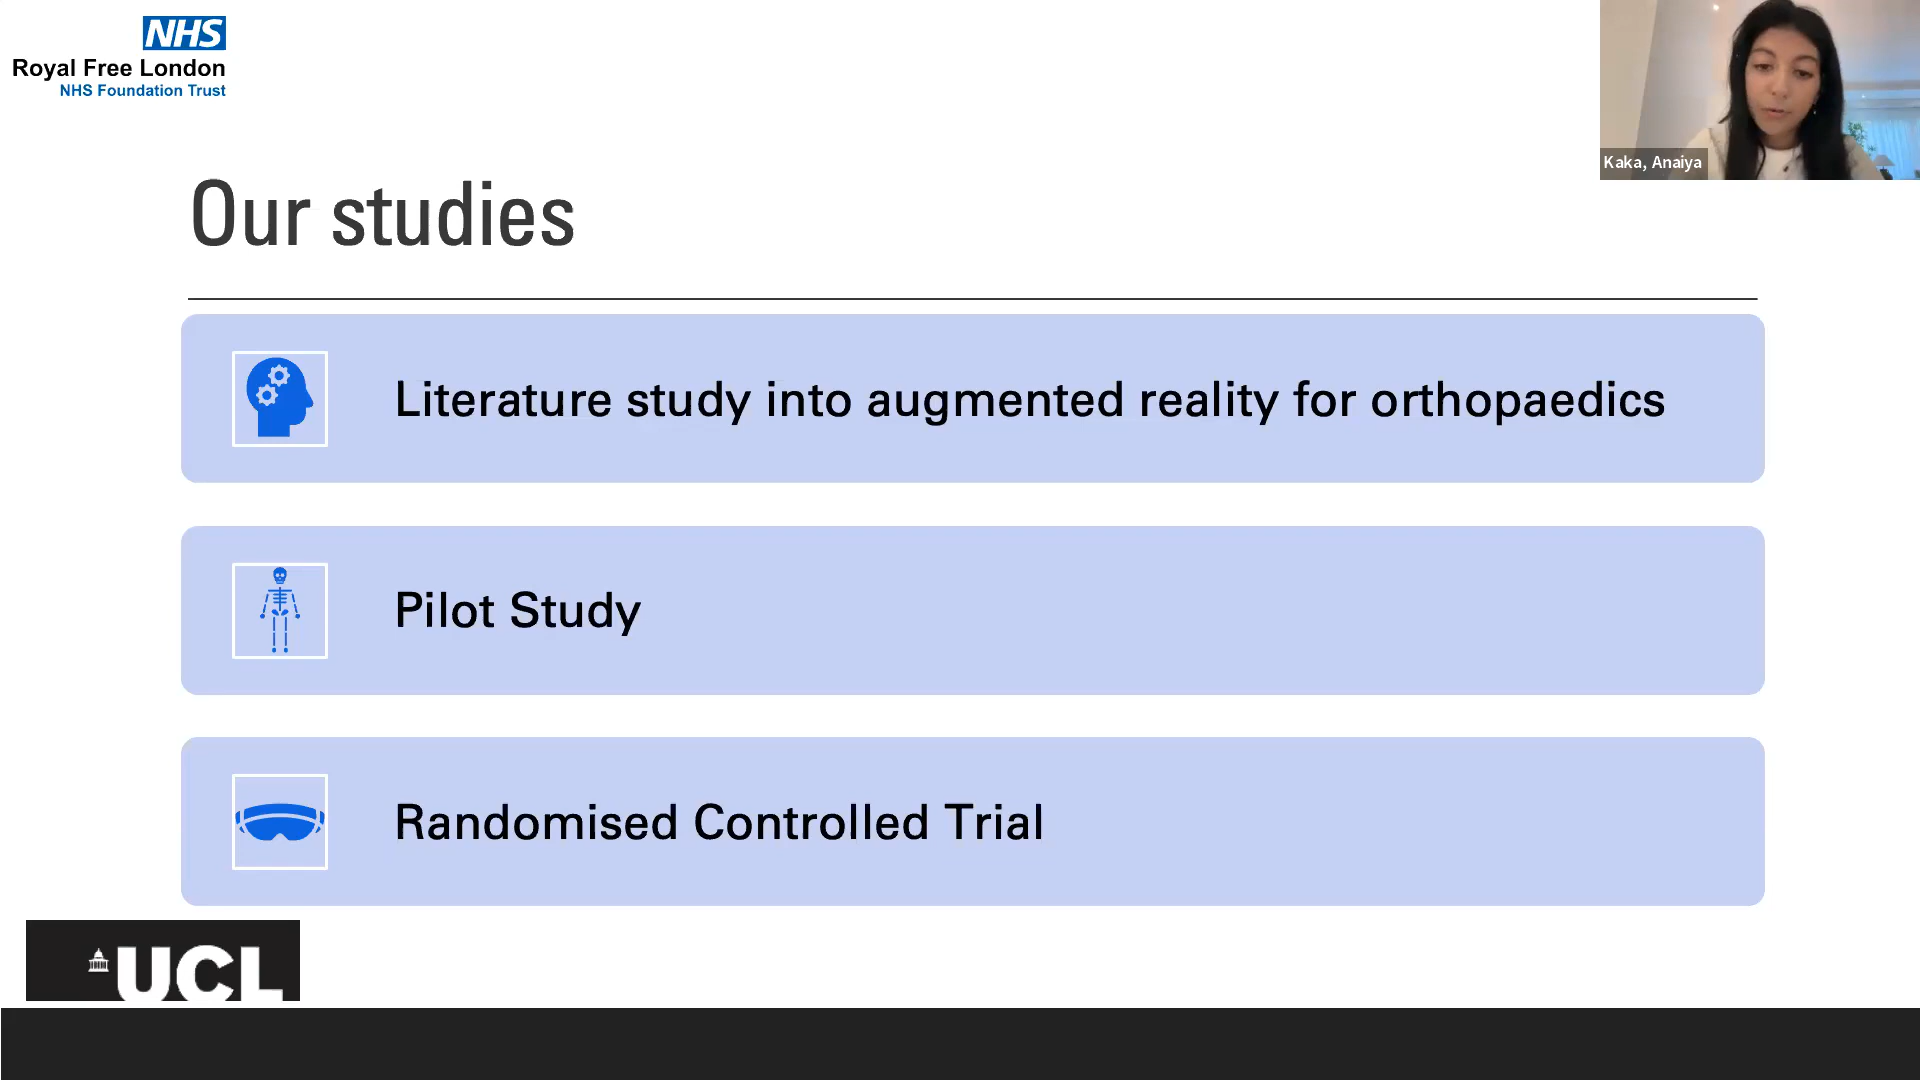 NHS
Royal Free London
NHS Foundation Trust
Kaka, Anaiya
Our studies
Literature study into augmented reality for orthopaedics
Pilot Study
Randomised Controlled Trial
UCL